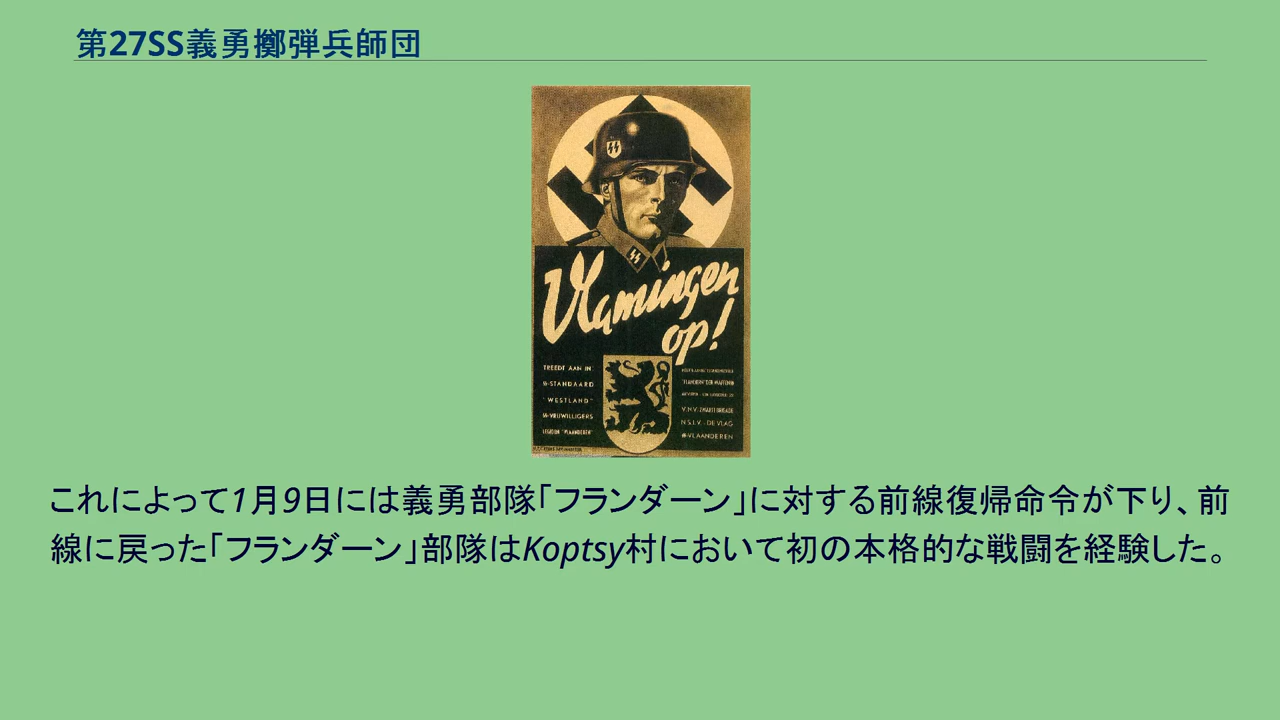 第27SS義勇擲弾兵師団
Vlamingen
op!
TREEDT AAN IN
SS-STANDAARD
"WESTLAND"
SS-VRIJWILLIGERS
LEGIOEN "VLAANDEREN"
V.N.V.-ZWARTE BRIGADE
N.S.J.V. - DE VLAG
SS-VLAANDEREN
これによって1月9日には義勇部隊「フランダーン」に対する前線復帰命令が下り、前
線に戻った「フランダーン」部隊はKoptsy村において初の本格的な戦闘を経験した。